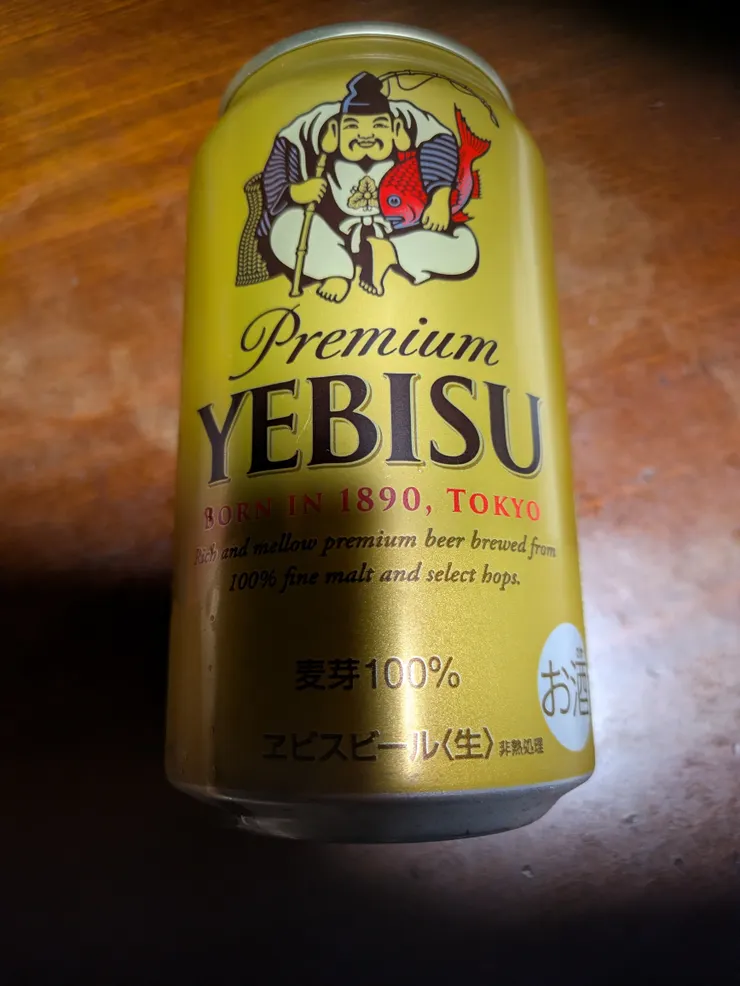 Premium
YEBISU
BORN IN 1890, TOKYO
Rich and mellow premium beer brewed from
100% fine malt and select hops.
麦芽100%
お酒
ヱビスビール〈生〉非熱処理